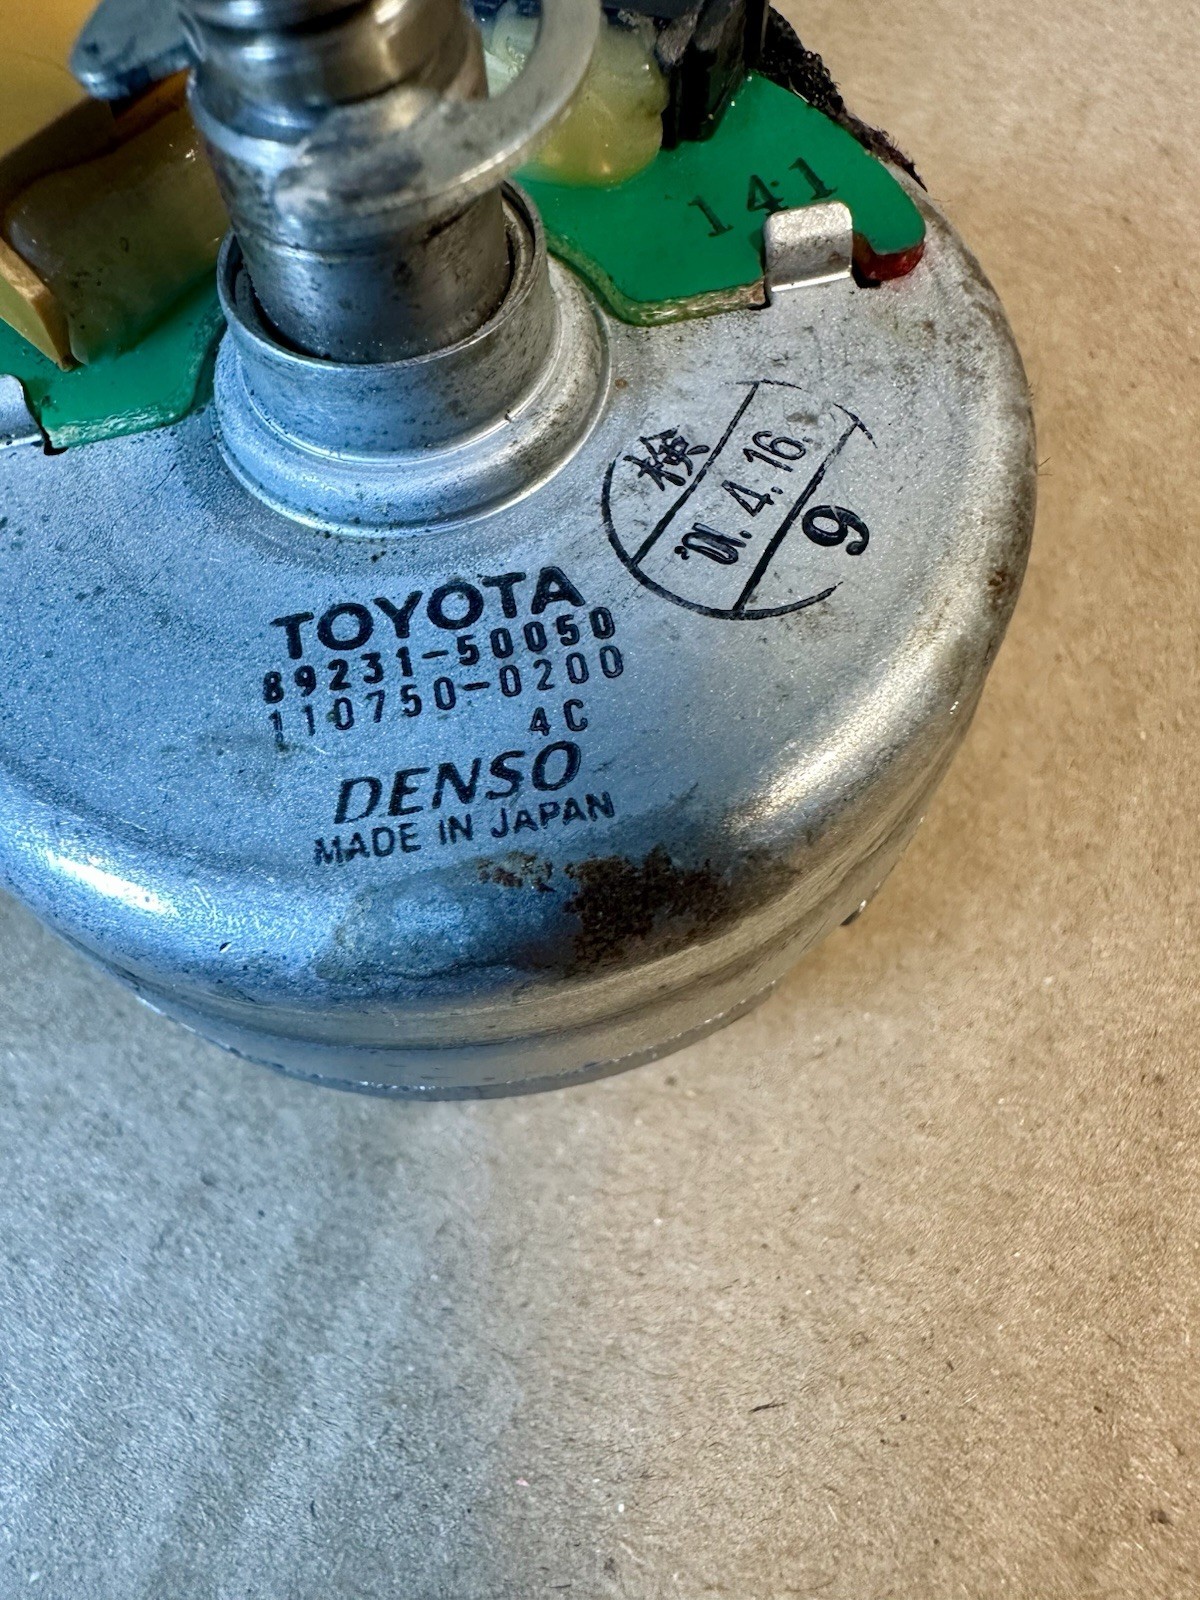 141
検
'01. 4. 16
9
TOYOTA
89231-50050
110750-0200
4C
DENSO
MADE IN JAPAN